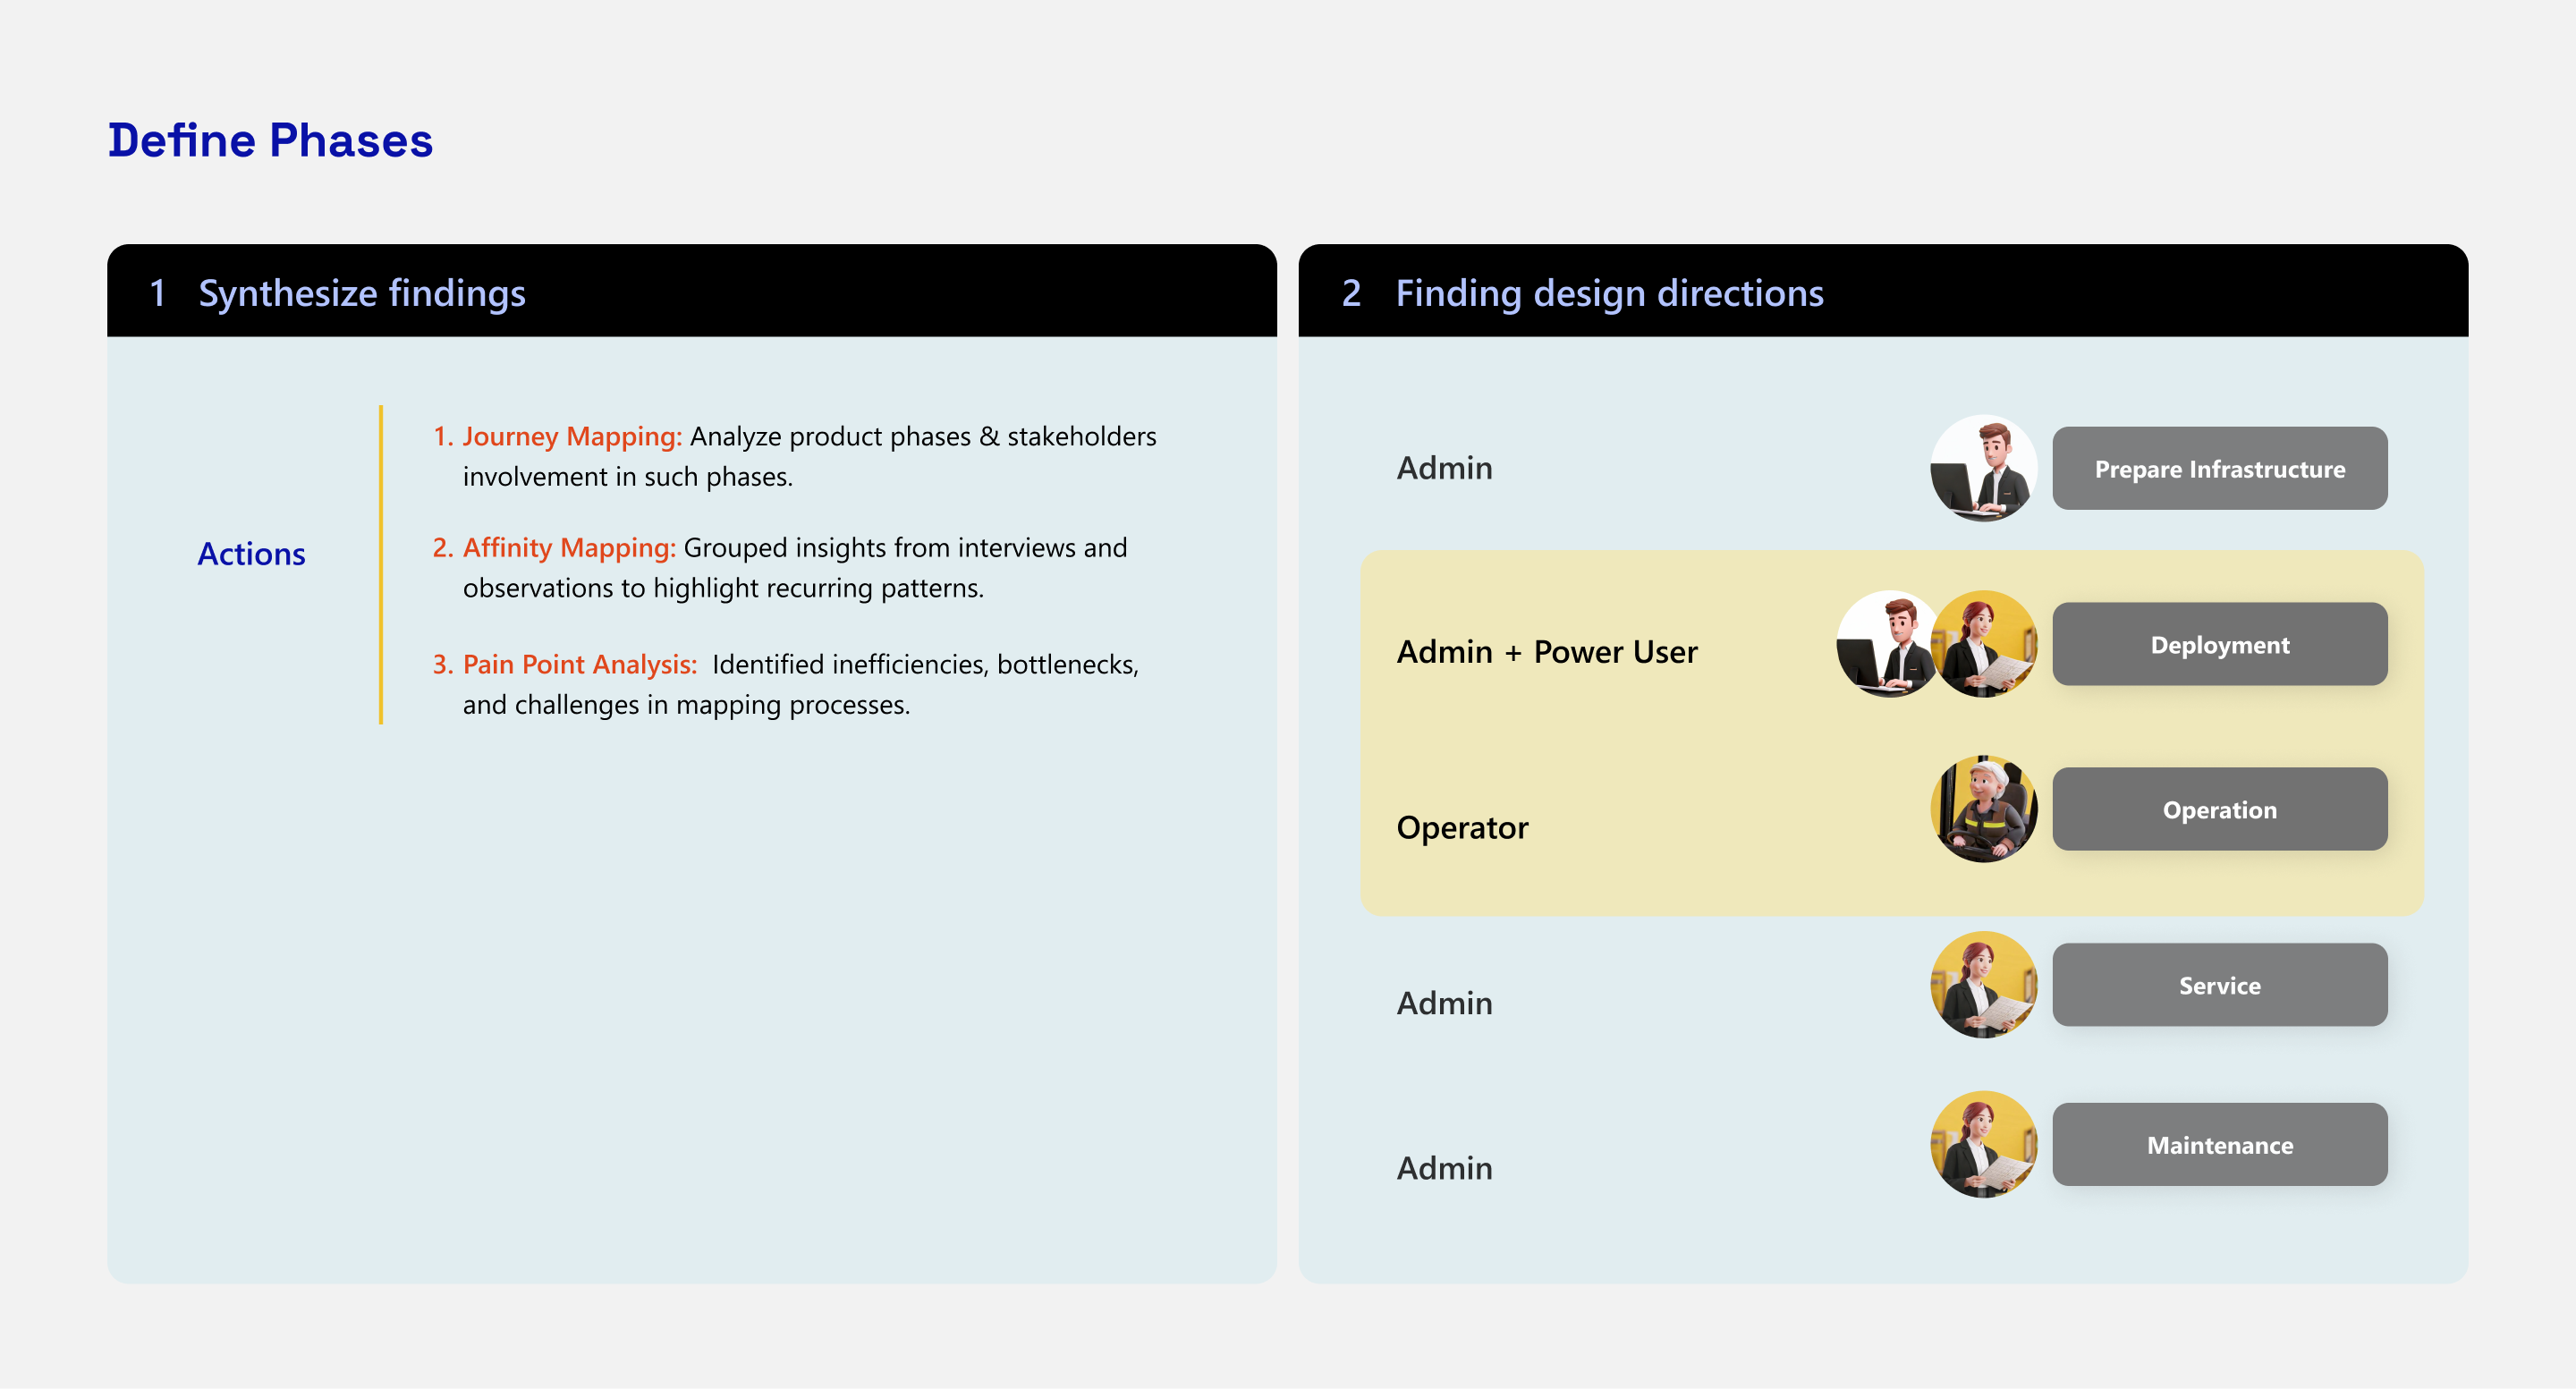 Define Phases
1 Synthesize findings
Actions
1. Journey Mapping: Analyze product phases & stakeholders
involvement in such phases.
2. Affinity Mapping: Grouped insights from interviews and
observations to highlight recurring patterns.
3. Pain Point Analysis: Identified inefficiencies, bottlenecks,
and challenges in mapping processes.
2 Finding design directions
Admin
Prepare Infrastructure
Admin + Power User
Deployment
Operator
Operation
Admin
Service
Admin
Maintenance